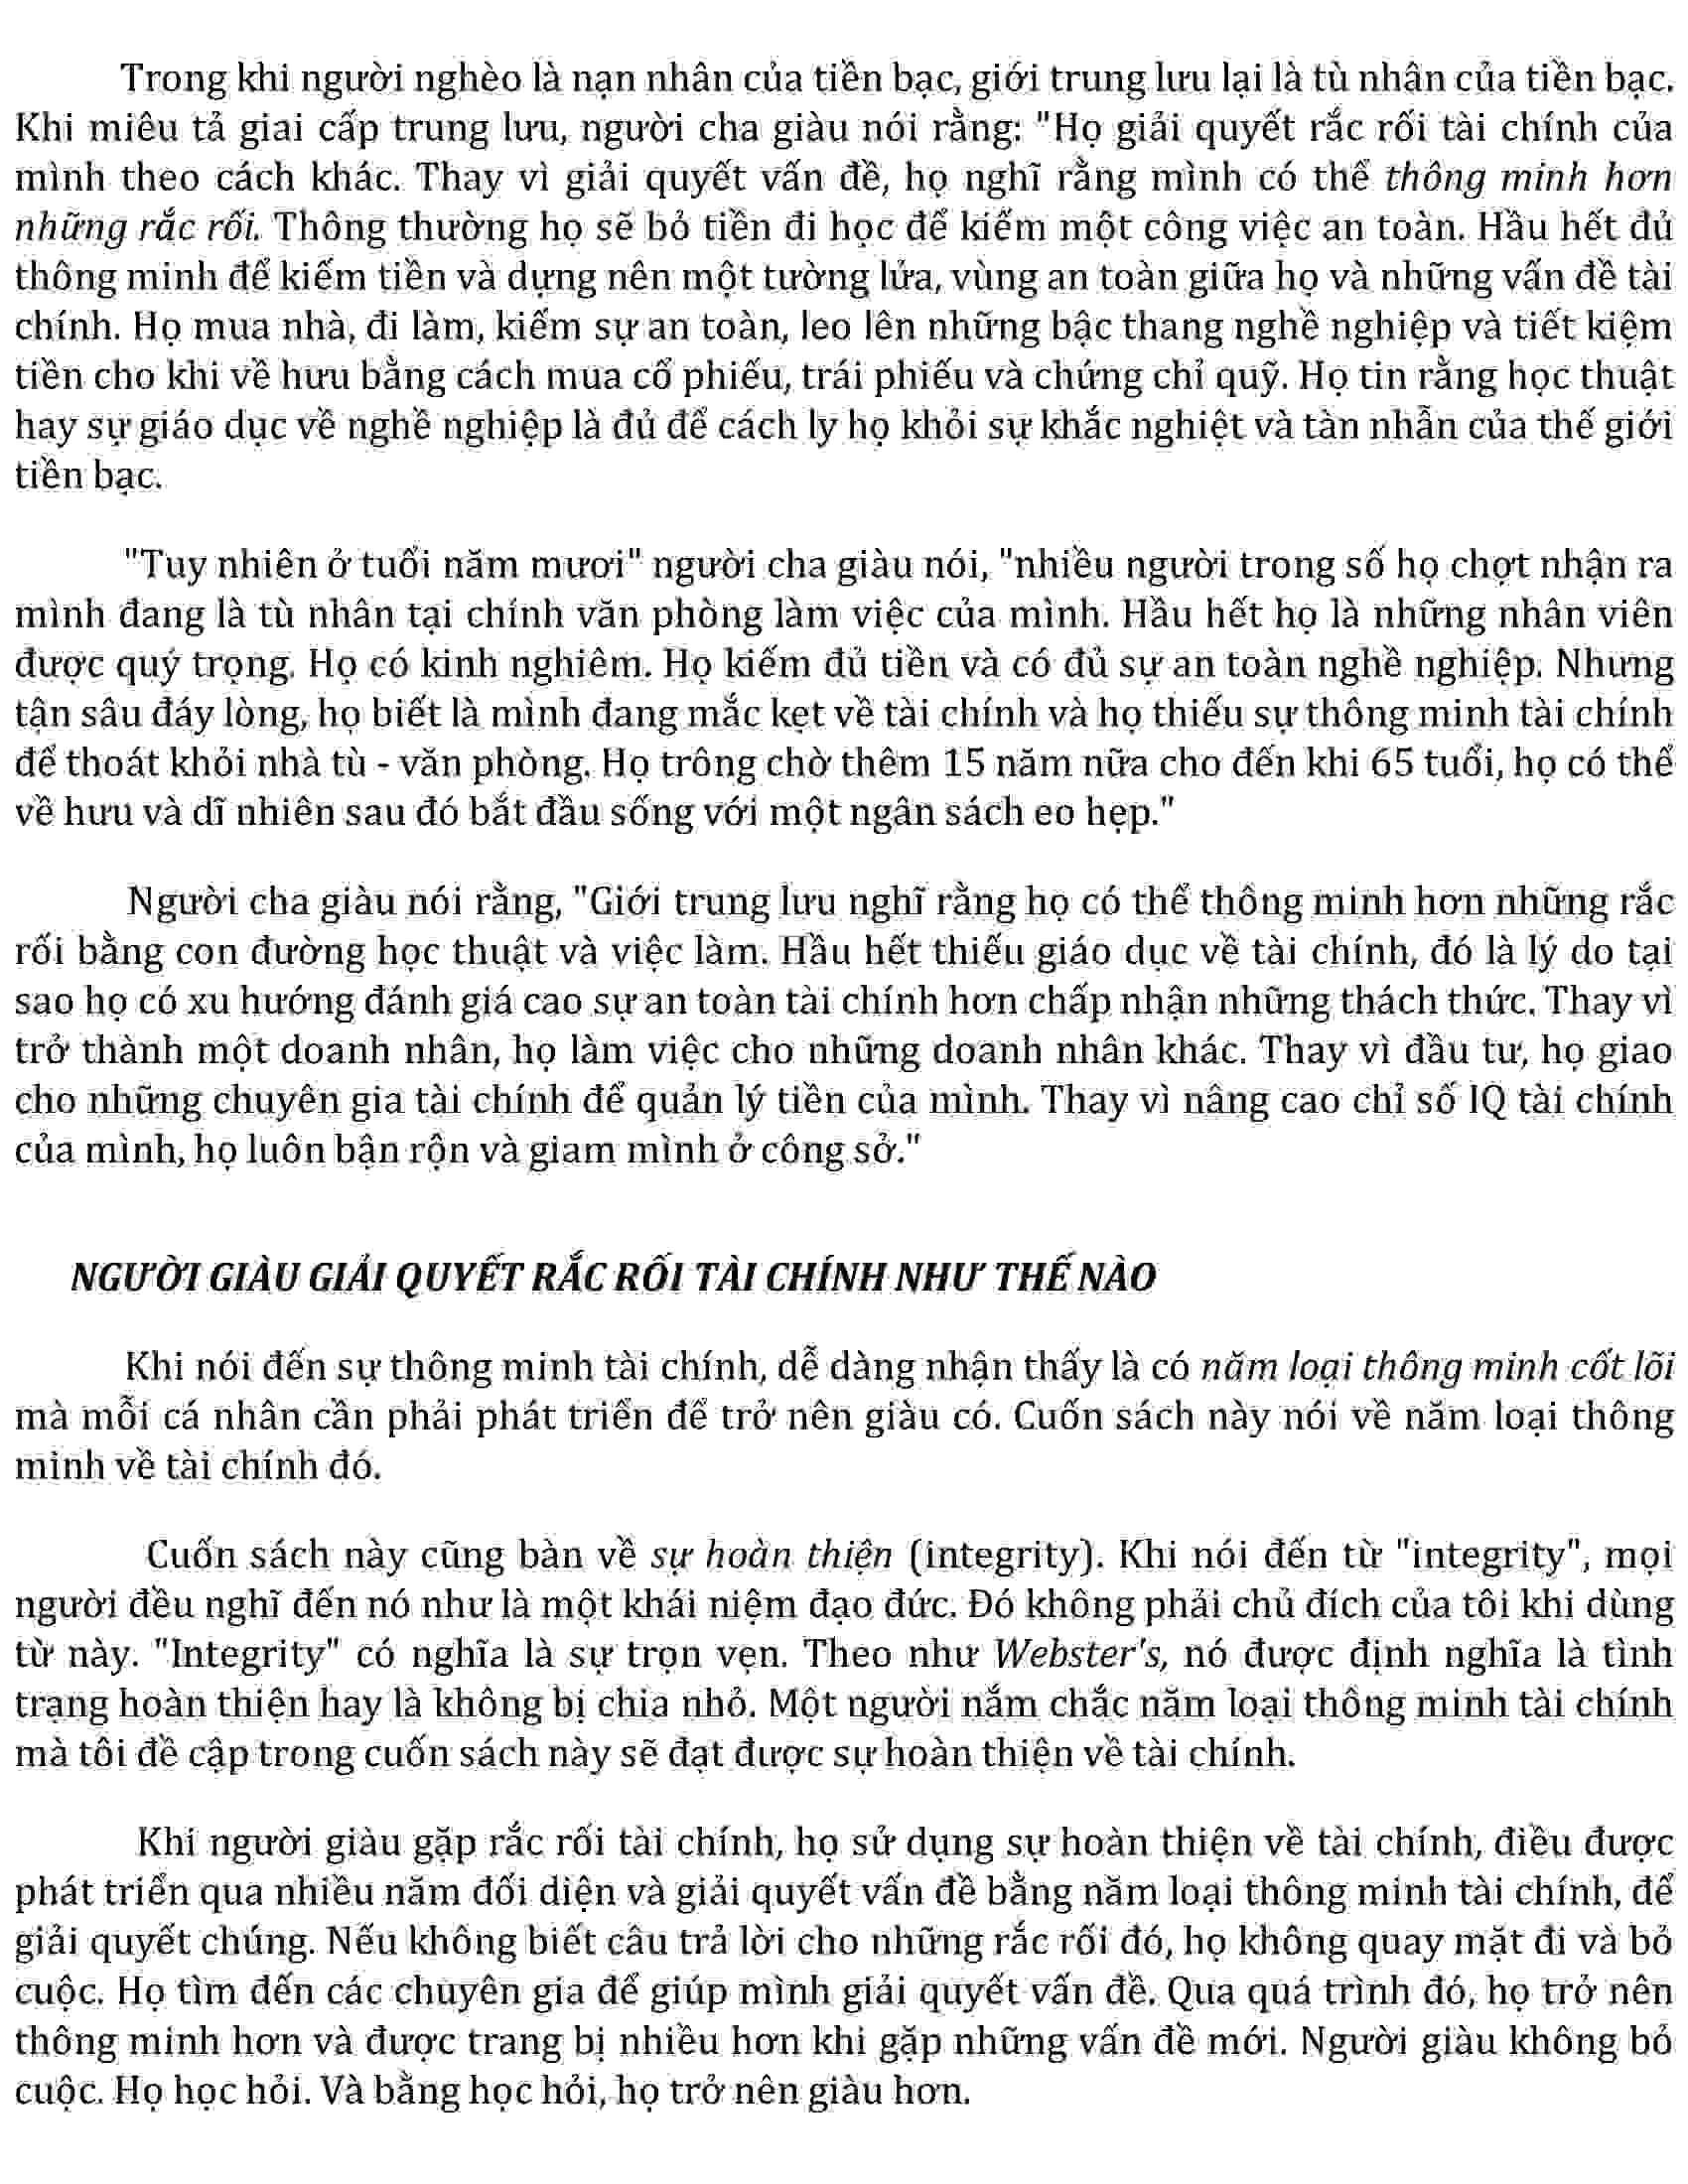 Trong khi người nghèo là nạn nhân của tiền bạc, giới trung lưu lại là tù nhân của tiền bạc.
Khi miêu tả giai cấp trung lưu, người cha giàu nói rằng: "Họ giải quyết rắc rối tài chính của
mình theo cách khác. Thay vì giải quyết vấn đề, họ nghĩ rằng mình có thể thông minh hơn
những rắc rối. Thông thường họ sẽ bỏ tiền đi học để kiếm một công việc an toàn. Hầu hết đủ
thông minh để kiếm tiền và dựng nên một tường lửa, vùng an toàn giữa họ và những vấn đề tài
chính. Họ mua nhà, đi làm, kiếm sự an toàn, leo lên những bậc thang nghề nghiệp và tiết kiệm
tiền cho khi về hưu bằng cách mua cổ phiếu, trái phiếu và chứng chỉ quỹ. Họ tin rằng học thuật
hay sự giáo dục về nghề nghiệp là đủ để cách ly họ khỏi sự khắc nghiệt và tàn nhẫn của thế giới
tiền bạc.
"Tuy nhiên ở tuổi năm mươi" người cha giàu nói, "nhiều người trong số họ chợt nhận ra
mình đang là tù nhân tại chính văn phòng làm việc của mình. Hầu hết họ là những nhân viên
được quý trọng. Họ có kinh nghiêm. Họ kiếm đủ tiền và có đủ sự an toàn nghề nghiệp. Nhưng
tận sâu đáy lòng, họ biết là mình đang mắc kẹt về tài chính và họ thiếu sự thông minh tài chính
để thoát khỏi nhà tù - văn phòng. Họ trông chờ thêm 15 năm nữa cho đến khi 65 tuổi, họ có thể
về hưu và dĩ nhiên sau đó bắt đầu sống với một ngân sách eo hẹp."
Người cha giàu nói rằng, "Giới trung lưu nghĩ rằng họ có thể thông minh hơn những rắc
rối bằng con đường học thuật và việc làm. Hầu hết thiếu giáo dục về tài chính, đó là lý do tại
sao họ có xu hướng đánh giá cao sự an toàn tài chính hơn chấp nhận những thách thức. Thay vì
trở thành một doanh nhân, họ làm việc cho những doanh nhân khác. Thay vì đầu tư, họ giao
cho những chuyên gia tài chính để quản lý tiền của mình. Thay vì nâng cao chỉ số IQ tài chính
của mình, họ luôn bận rộn và giam mình ở công sở."
NGƯỜI GIÀU GIẢI QUYẾT RẮC RỐI TÀI CHÍNH NHƯ THẾ NÀO
Khi nói đến sự thông minh tài chính, dễ dàng nhận thấy là có năm loại thông minh cốt lõi
mà mỗi cá nhân cần phải phát triển để trở nên giàu có. Cuốn sách này nói về năm loại thông
minh về tài chính đó.
Cuốn sách này cũng bàn về sự hoàn thiện (integrity). Khi nói đến từ "integrity", mọi
người đều nghĩ đến nó như là một khái niệm đạo đức. Đó không phải chủ đích của tôi khi dùng
từ này. "Integrity" có nghĩa là sự trọn vẹn. Theo như Webster's, nó được định nghĩa là tình
trạng hoàn thiện hay là không bị chia nhỏ. Một người nắm chắc năm loại thông minh tài chính
mà tôi đề cập trong cuốn sách này sẽ đạt được sự hoàn thiện về tài chính.
Khi người giàu gặp rắc rối tài chính, họ sử dụng sự hoàn thiện về tài chính, điều được
phát triển qua nhiều năm đối diện và giải quyết vấn đề bằng năm loại thông minh tài chính, để
giải quyết chúng. Nếu không biết câu trả lời cho những rắc rối đó, họ không quay mặt đi và bỏ
cuộc. Họ tìm đến các chuyên gia để giúp mình giải quyết vấn đề. Qua quá trình đó, họ trở nên
thông minh hơn và được trang bị nhiều hơn khi gặp những vấn đề mới. Người giàu không bỏ
cuộc. Họ học hỏi. Và bằng học hỏi, họ trở nên giàu hơn.